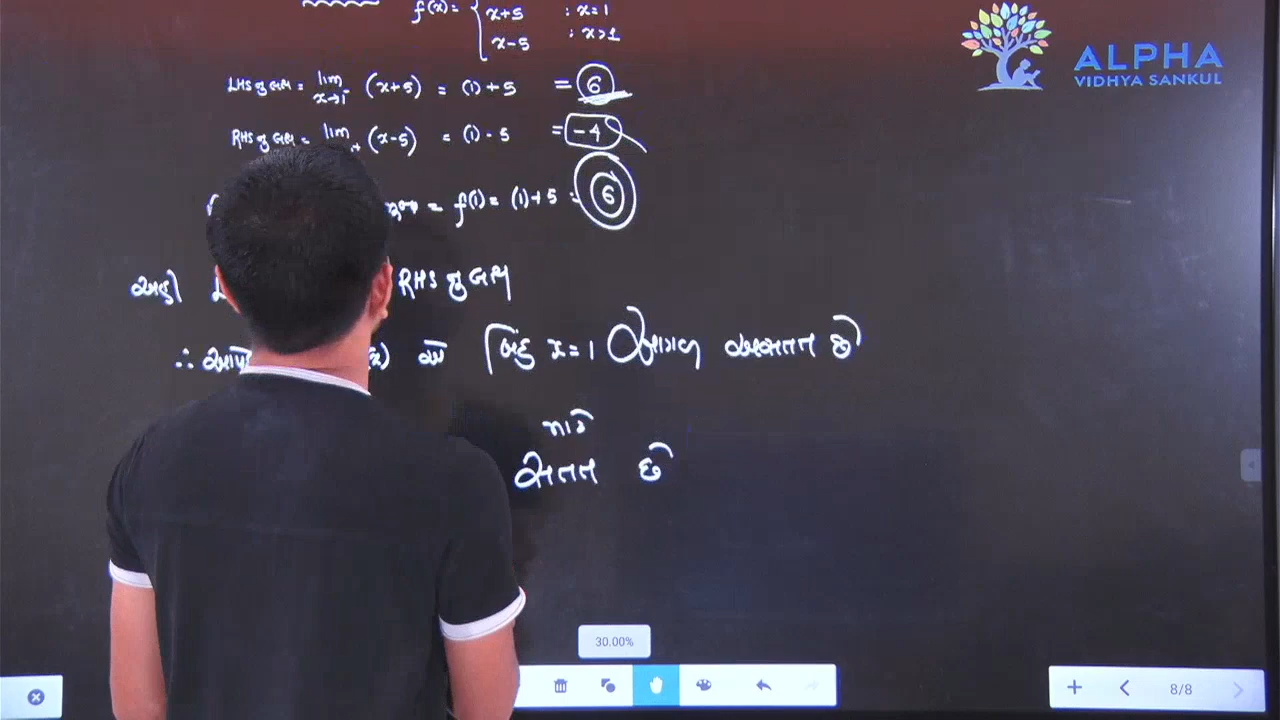 f(x) = { x+5 : x=1
x-5 : x>1
LHS નું લક્ષ = lim x→1⁻ (x+5) = (1) + 5 = 6
RHS નું લક્ષ = lim (x-5) = (1) - 5 = -4
= f(1) = (1)+5 = 6
અહીં RHS નું લક્ષ
∴ (x) એ બિંદુ x=1 આગળ અસતત છે
માટે
સતત છે
ALPHA
VIDHYA SANKUL
30.00%
8/8